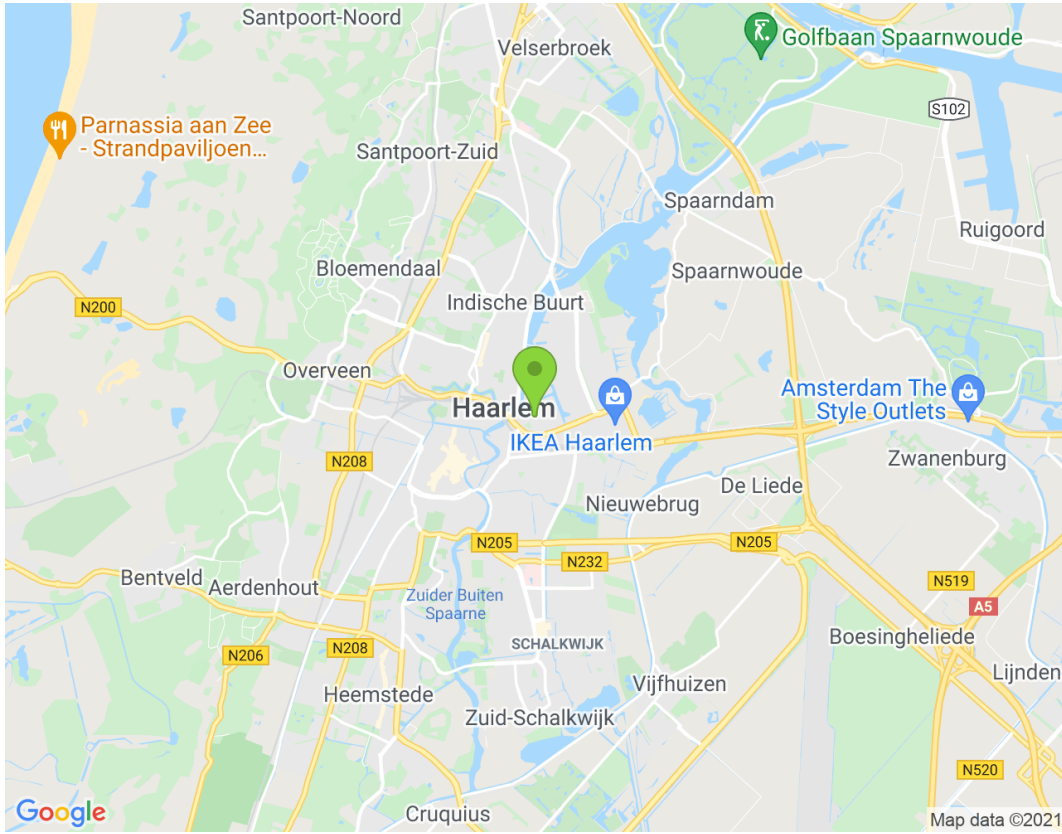 Santpoort-Noord
Velserbroek
Golfbaan Spaarnwoude
S102
Parnassia aan Zee
- Strandpaviljoen...
Santpoort-Zuid
Spaarndam
Ruigoord
Bloemendaal
Spaarnwoude
N200
Indische Buurt
Overveen
Haarlem
Amsterdam The
Style Outlets
IKEA Haarlem
N208
Zwanenburg
De Liede
Nieuwebrug
N205
N205
N232
Bentveld
Aerdenhout
N519
Zuider Buiten
Spaarne
A5
SCHALKWIJK
Boesingheliede
N206
N208
Lijnden
Heemstede
Vijfhuizen
Zuid-Schalkwijk
N520
Google
Cruquius
Map data ©2021